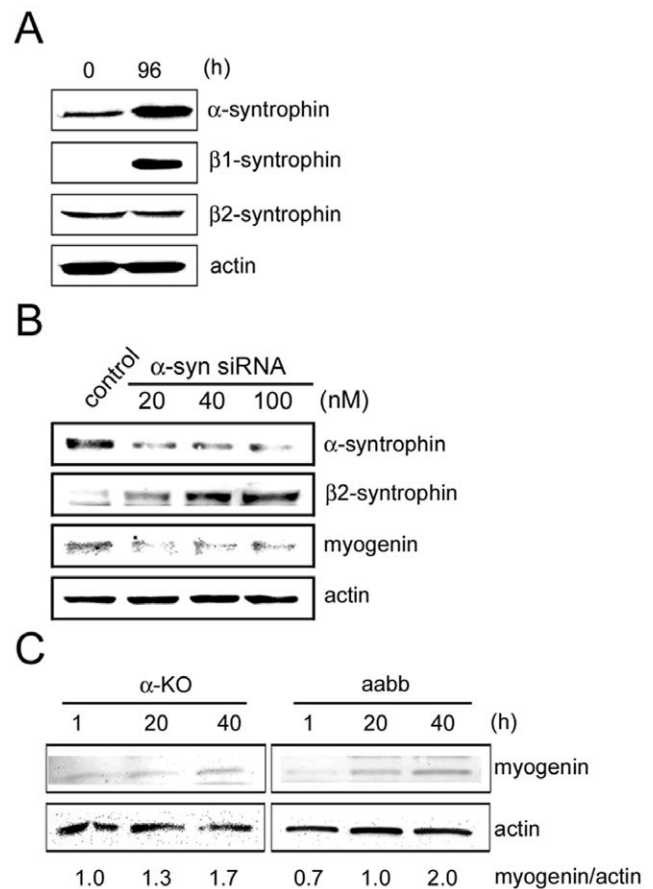 A
0 96 (h)
α-syntrophin
β1-syntrophin
β2-syntrophin
actin
B
control α-syn siRNA
20 40 100 (nM)
α-syntrophin
β2-syntrophin
myogenin
actin
C
α-KO aabb
1 20 40 1 20 40 (h)
myogenin
actin
1.0 1.3 1.7 0.7 1.0 2.0 myogenin/actin